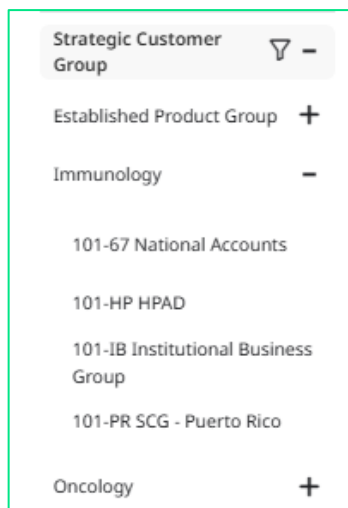 Strategic Customer
Group
Established Product Group
Immunology
101-67 National Accounts
101-HP HPAD
101-IB Institutional Business
Group
101-PR SCG - Puerto Rico
Oncology